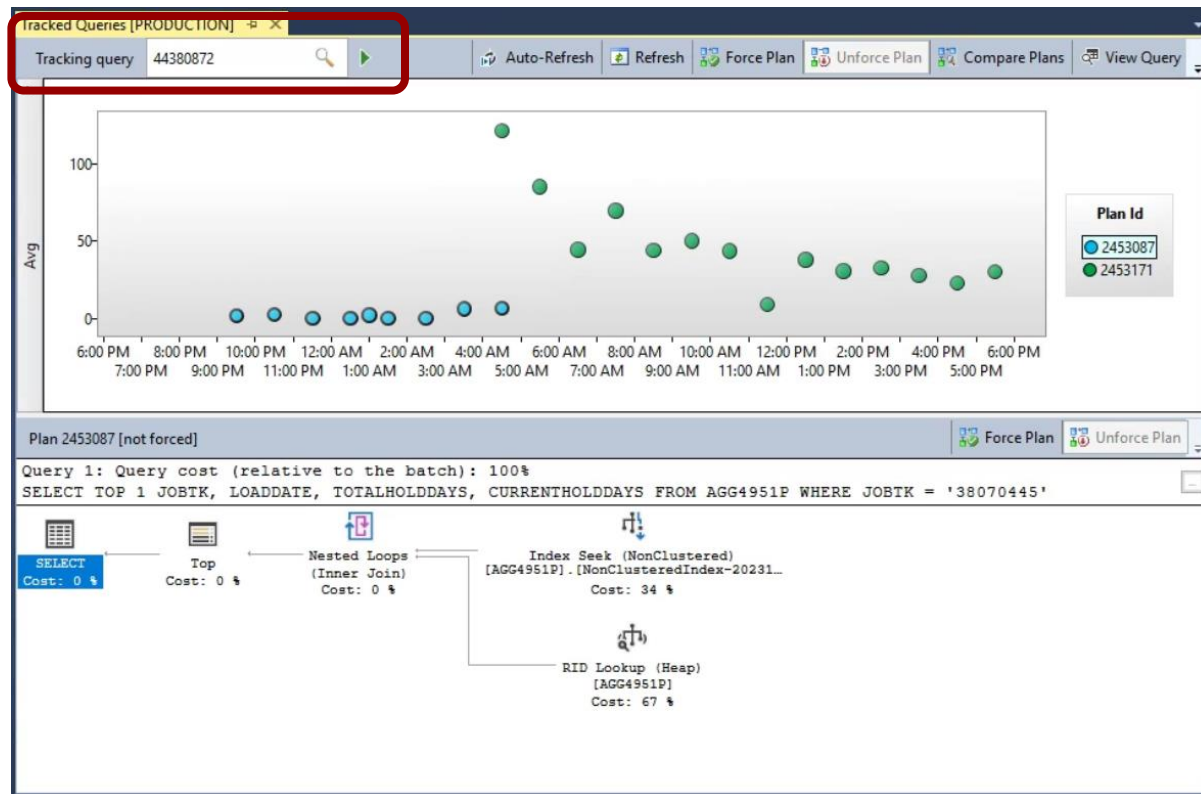 Tracked Queries [PRODUCTION]
Tracking query 44380872 Auto-Refresh Refresh Force Plan Unforce Plan Compare Plans View Query
100
50
0
Avg
6:00 PM 8:00 PM 10:00 PM 12:00 AM 2:00 AM 4:00 AM 6:00 AM 8:00 AM 10:00 AM 12:00 PM 2:00 PM 4:00 PM 6:00 PM
7:00 PM 9:00 PM 11:00 PM 1:00 AM 3:00 AM 5:00 AM 7:00 AM 9:00 AM 11:00 AM 1:00 PM 3:00 PM 5:00 PM
Plan Id
2453087
2453171
Plan 2453087 [not forced] Force Plan Unforce Plan
Query 1: Query cost (relative to the batch): 100%
SELECT TOP 1 JOBTK, LOADDATE, TOTALHOLDDAYS, CURRENTHOLDDAYS FROM AGG4951P WHERE JOBTK = '38070445'
...
SELECT
Cost: 0 %
Top
Cost: 0 %
Nested Loops
(Inner Join)
Cost: 0 %
Index Seek (NonClustered)
[AGG4951P].[NonClusteredIndex-20231…
Cost: 34 %
RID Lookup (Heap)
[AGG4951P]
Cost: 67 %